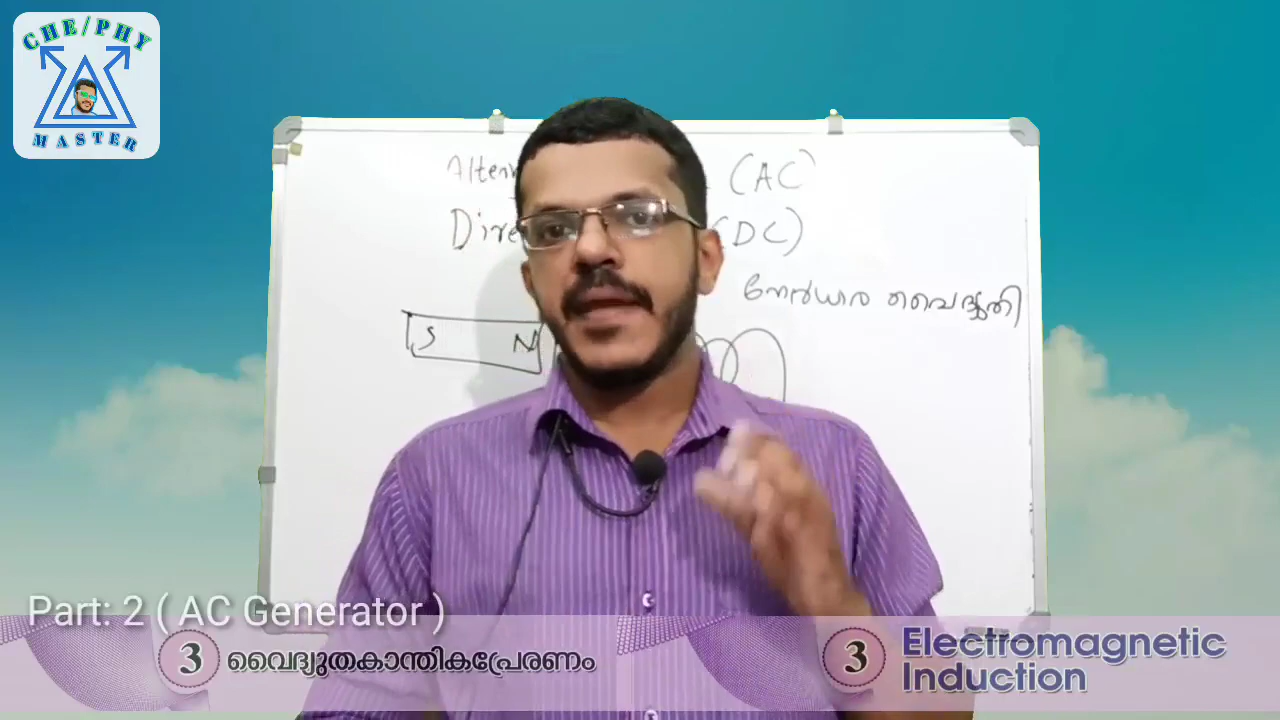 CHE/PHY
MASTER
(AC)
(DC)
നേർധാര വൈദ്യുതി
S N
Part: 2 ( AC Generator )
3 വൈദ്യുതകാന്തികപ്രേരണം
3 Electromagnetic
Induction